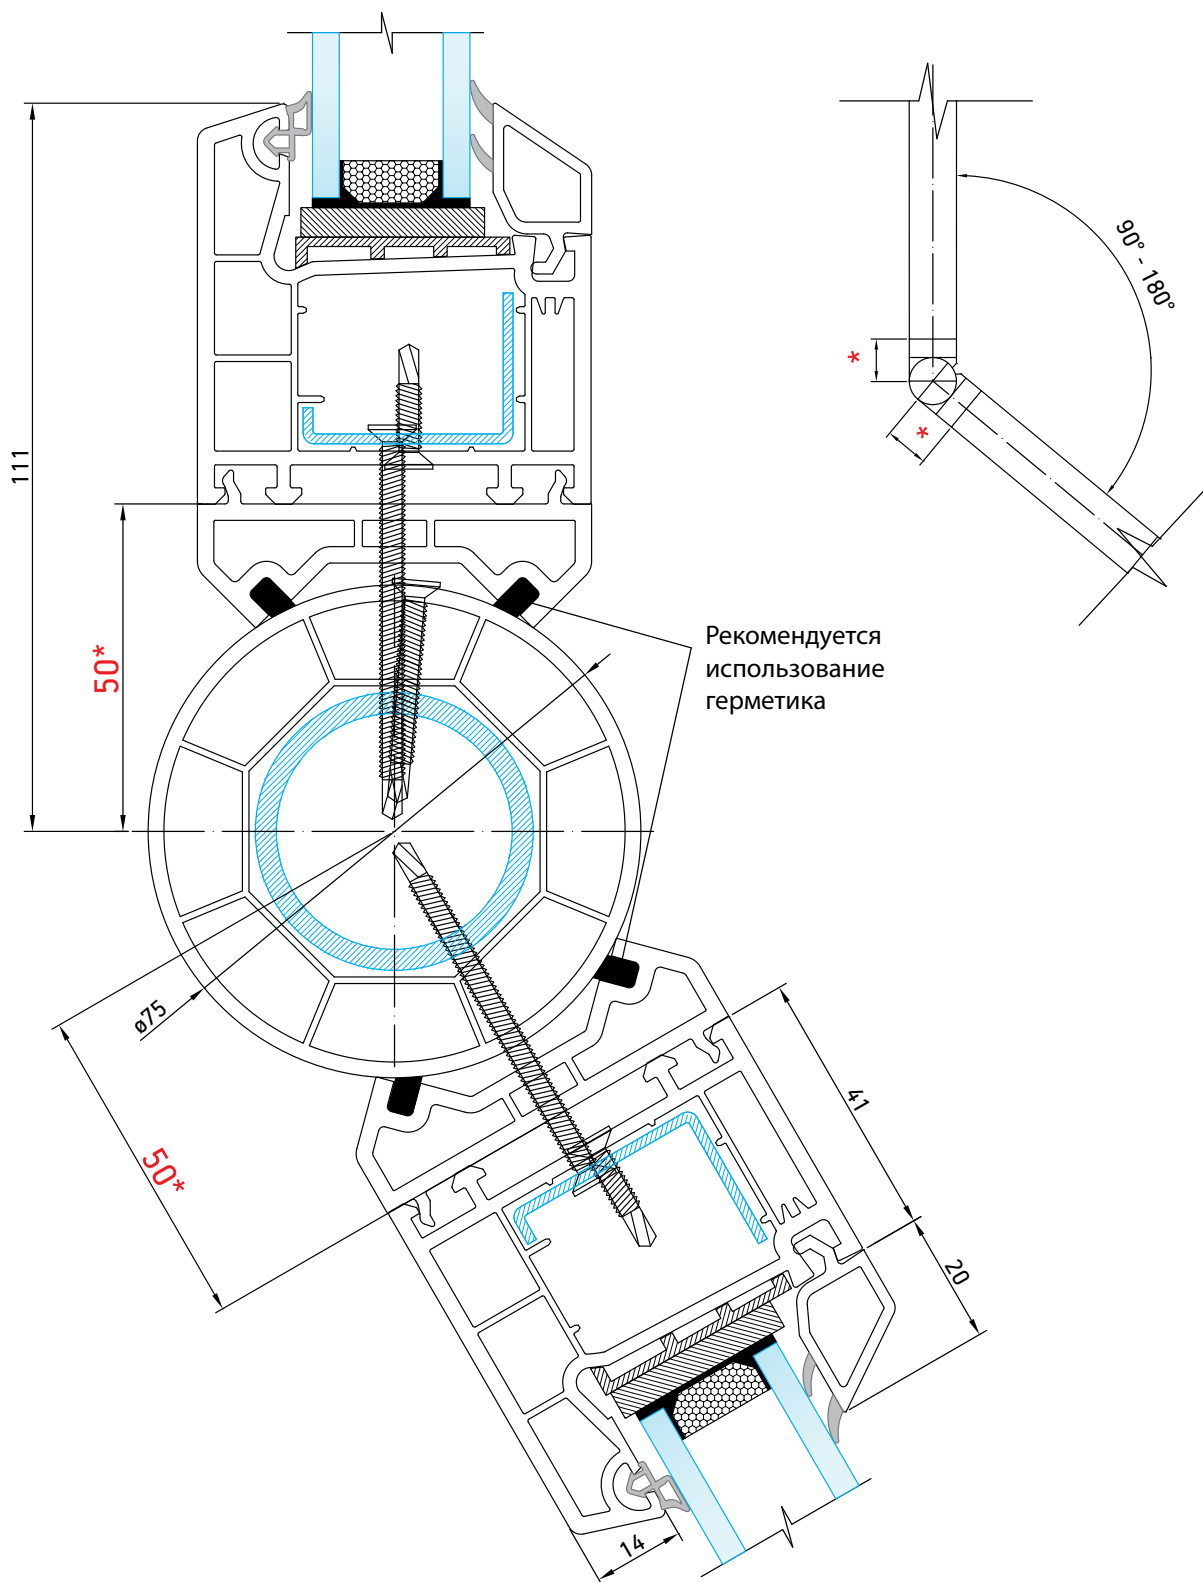 90° - 180°
*
*
111
50*
Рекомендуется
использование
герметика
ø75
50*
41
20
14